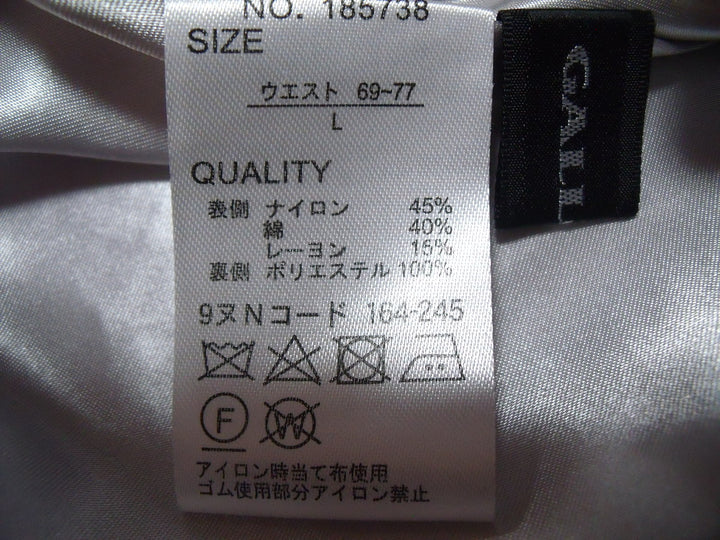 NO. 185738
SIZE
ウエスト 69~77
L
QUALITY
表側 ナイロン 45%
綿 40%
レーヨン 15%
裏側 ポリエステル 100%
9ヌNコード 164-245
F
W
アイロン時当て布使用
ゴム使用部分アイロン禁止
GALL